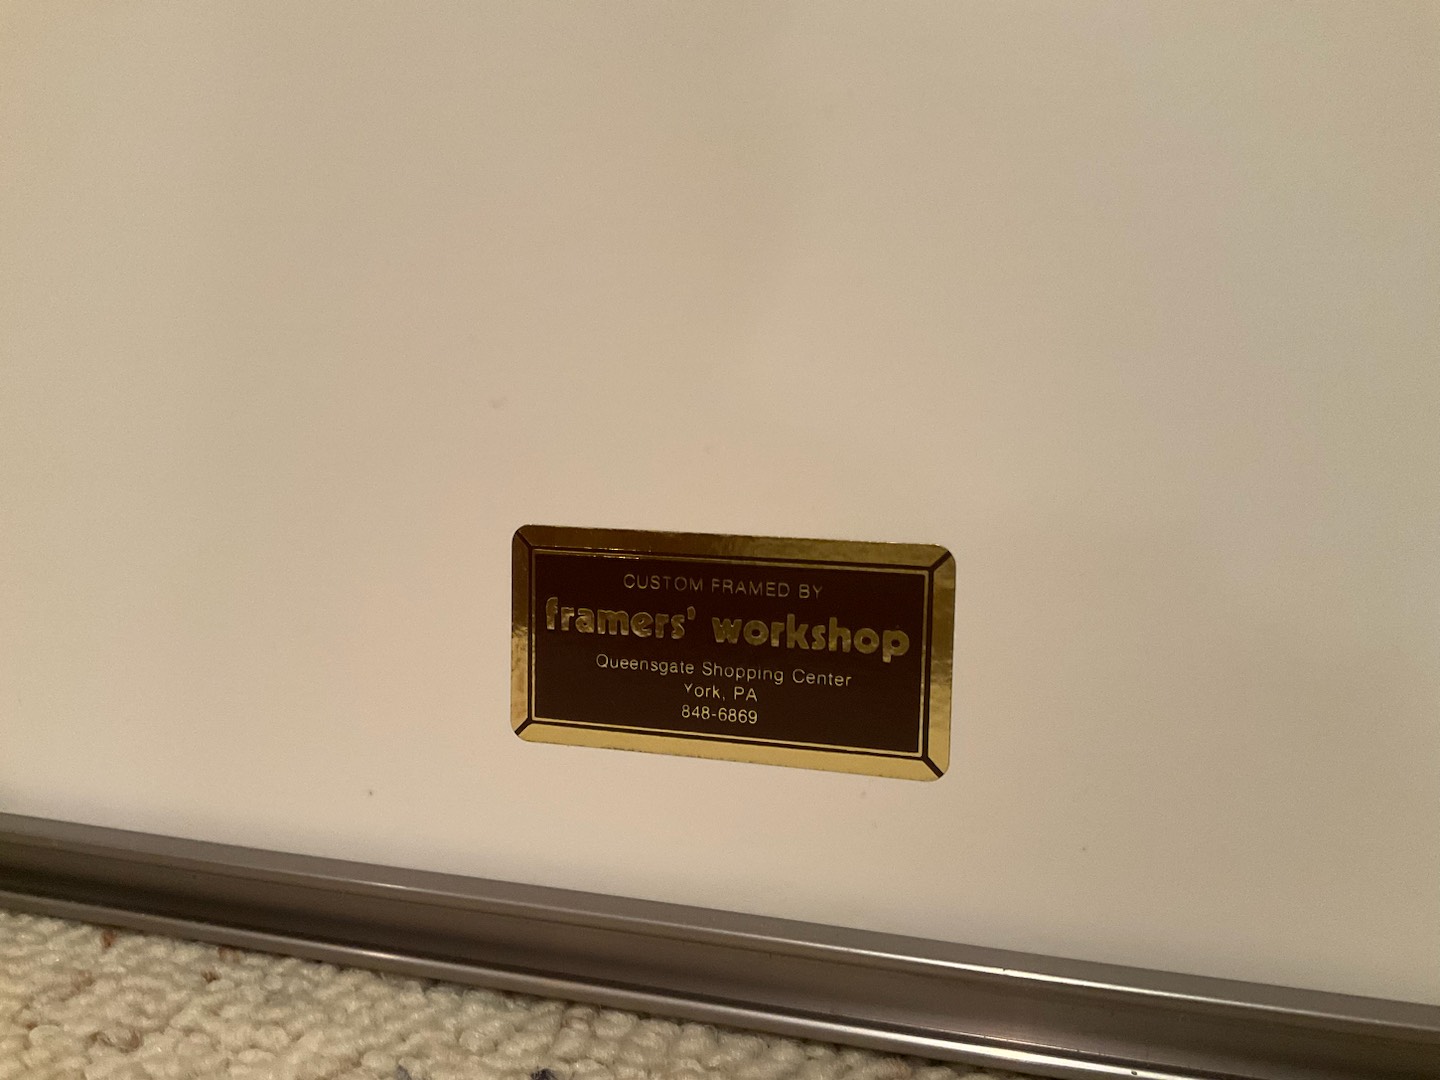 CUSTOM FRAMED BY
framers' workshop
Queensgate Shopping Center
York, PA
848-6869